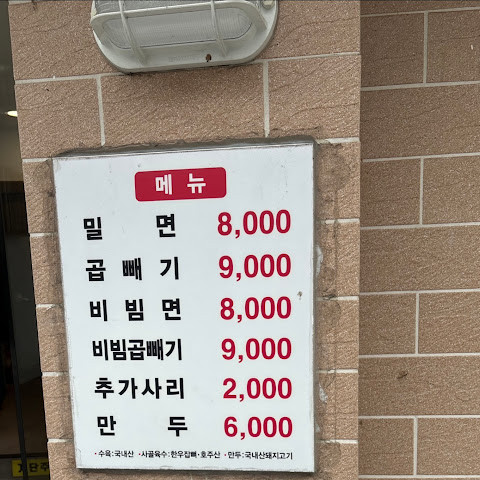 메 뉴
밀 면 8,000
곱 빼 기 9,000
비 빔 면 8,000
비빔곱빼기 9,000
추가사리 2,000
만 두 6,000
·수육:국내산 ·사골육수:한우잡뼈·호주산 ·만두:국내산돼지고기